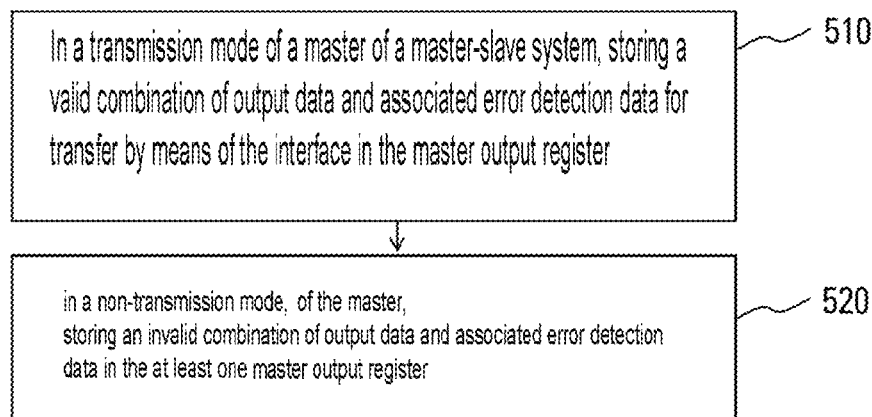 In a transmission mode of a master of a master-slave system, storing a
valid combination of output data and associated error detection data for
transfer by means of the interface in the master output register
510
in a non-transmission mode, of the master,
storing an invalid combination of output data and associated error detection
data in the at least one master output register
520